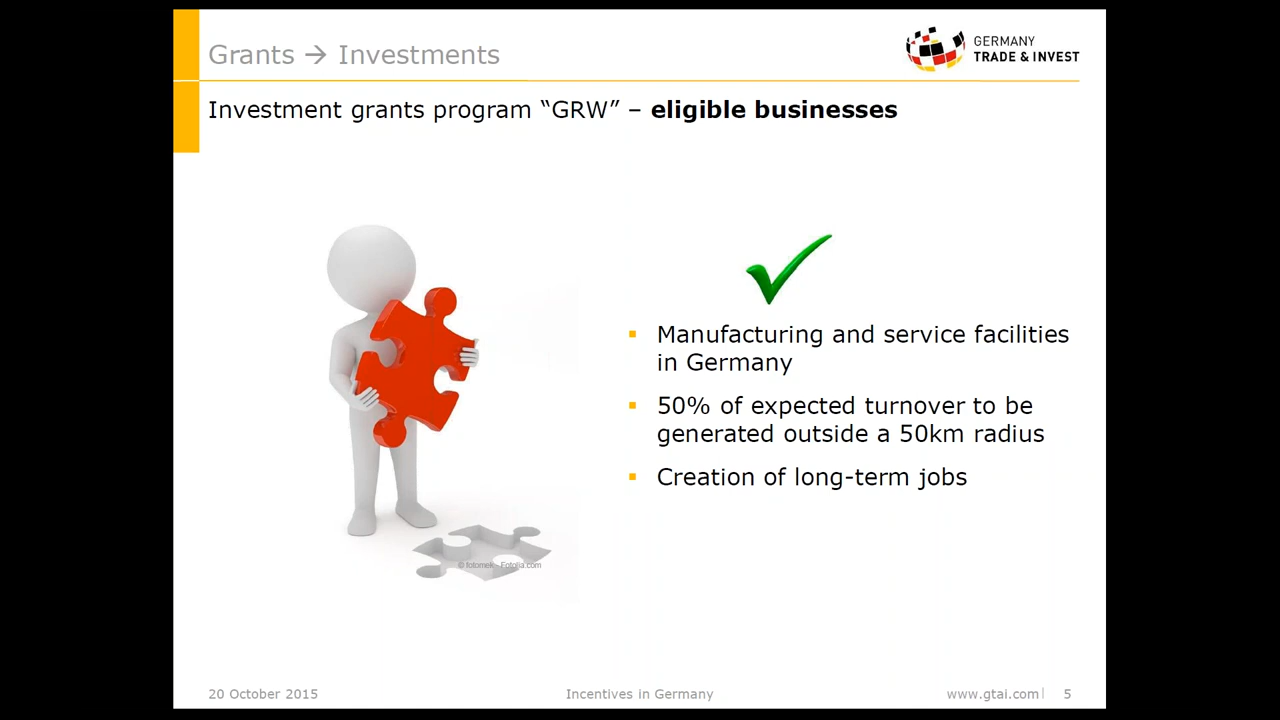 Grants → Investments
GERMANY
TRADE & INVEST
Investment grants program “GRW” – eligible businesses
▪ Manufacturing and service facilities
in Germany
▪ 50% of expected turnover to be
generated outside a 50km radius
▪ Creation of long-term jobs
© fotomek - Fotolia.com
20 October 2015
Incentives in Germany
www.gtai.com | 5